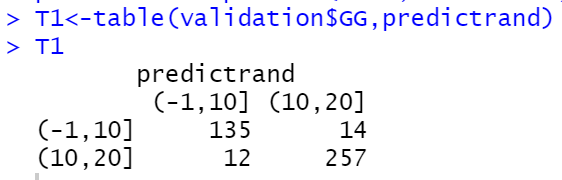 > T1<-table(validation$GG,predictrand)
> T1
predictrand
(-1,10] (10,20]
(-1,10] 135 14
(10,20] 12 257